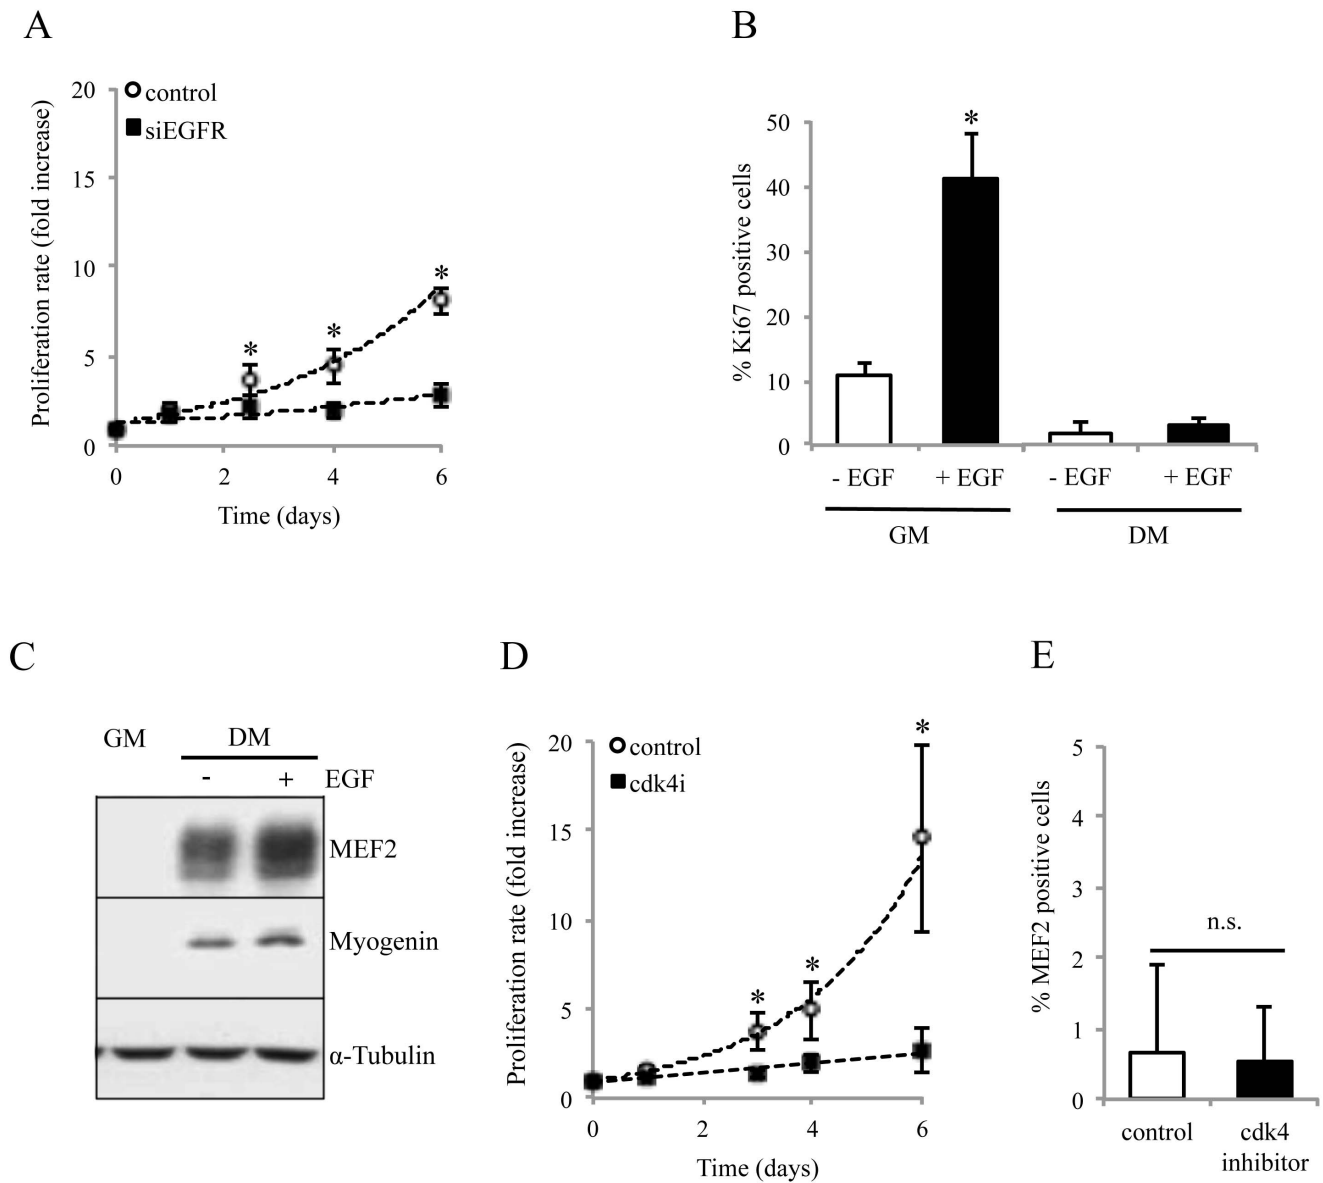 A
20
15
10
5
0
control
siEGFR
*
*
*
Proliferation rate (fold increase)
0 2 4 6
Time (days)
B
50
40
30
20
10
0
*
% Ki67 positive cells
- EGF + EGF - EGF + EGF
GM DM
C
GM DM
- + EGF
MEF2
Myogenin
α-Tubulin
D
20
15
10
5
0
control
cdk4i
*
*
*
Proliferation rate (fold increase)
0 2 4 6
Time (days)
E
5
4
3
2
1
0
n.s.
% MEF2 positive cells
control cdk4
inhibitor